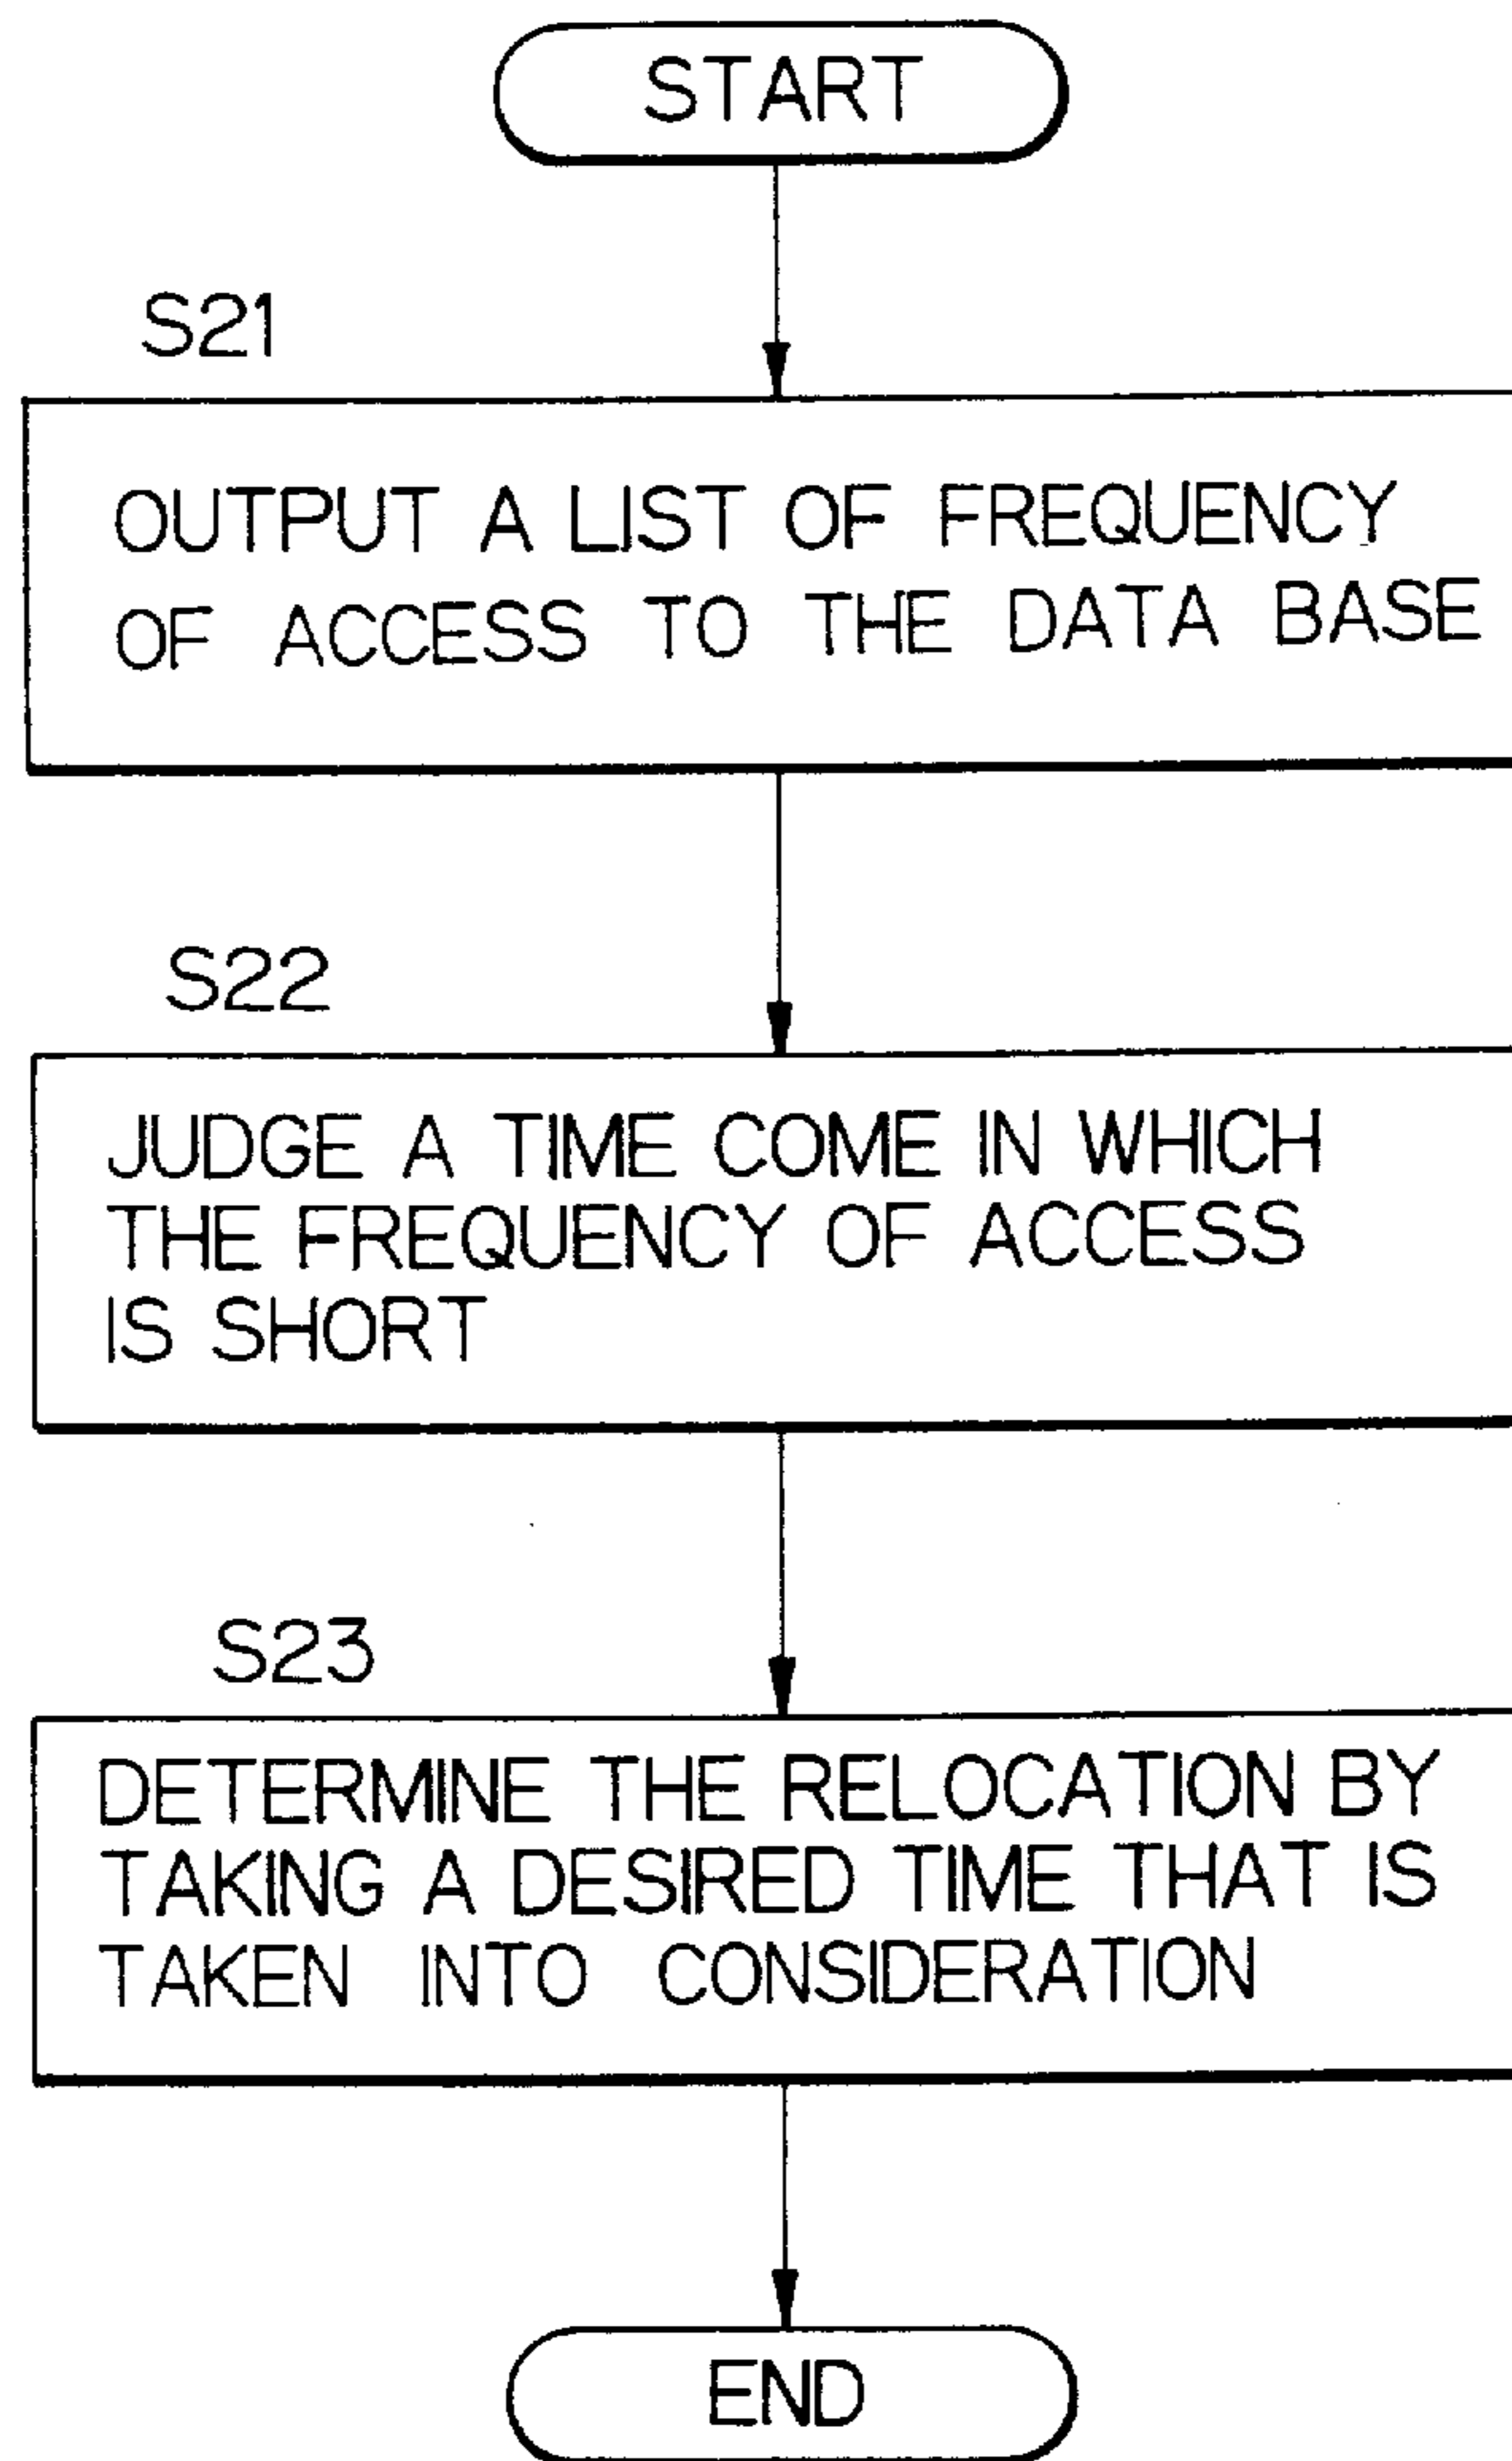 START
S21
OUTPUT A LIST OF FREQUENCY
OF ACCESS TO THE DATA BASE
S22
JUDGE A TIME COME IN WHICH
THE FREQUENCY OF ACCESS
IS SHORT
S23
DETERMINE THE RELOCATION BY
TAKING A DESIRED TIME THAT IS
TAKEN INTO CONSIDERATION
END